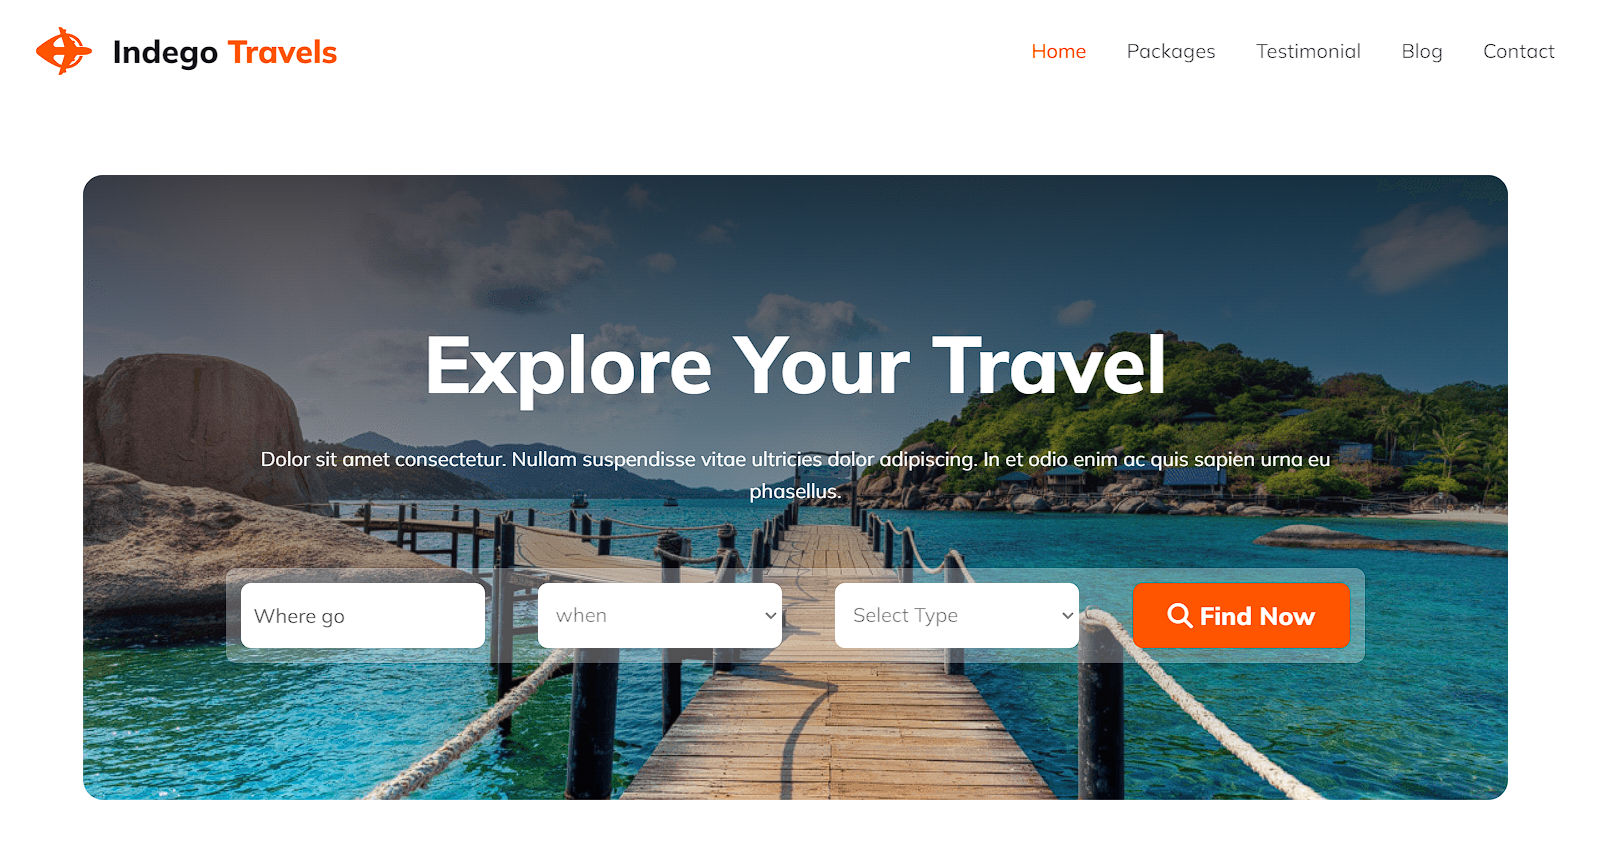 Indego Travels
Home Packages Testimonial Blog Contact
Explore Your Travel
Dolor sit amet consectetur. Nullam suspendisse vitae ultricies dolor adipiscing. In et odio enim ac quis sapien urna eu
phasellus.
Where go when Select Type Find Now